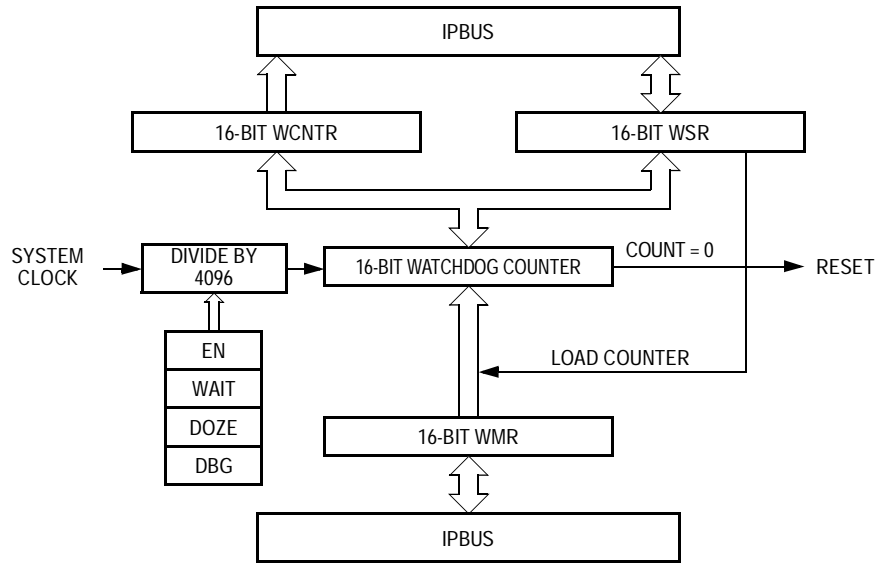 IPBUS
16-BIT WCNTR
16-BIT WSR
SYSTEM
CLOCK
DIVIDE BY
4096
16-BIT WATCHDOG COUNTER
COUNT = 0
RESET
EN
WAIT
DOZE
DBG
LOAD COUNTER
16-BIT WMR
IPBUS